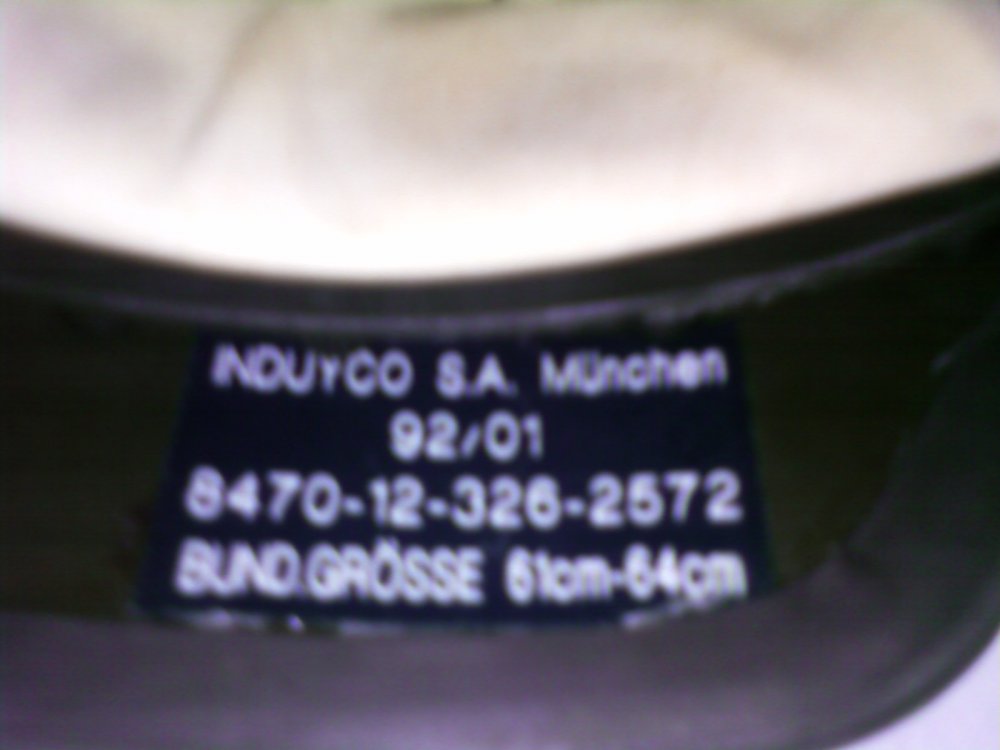 INDUYCO S.A. München
92/01
8470-12-326-2572
BUND.GRÖSSE 61cm-64cm